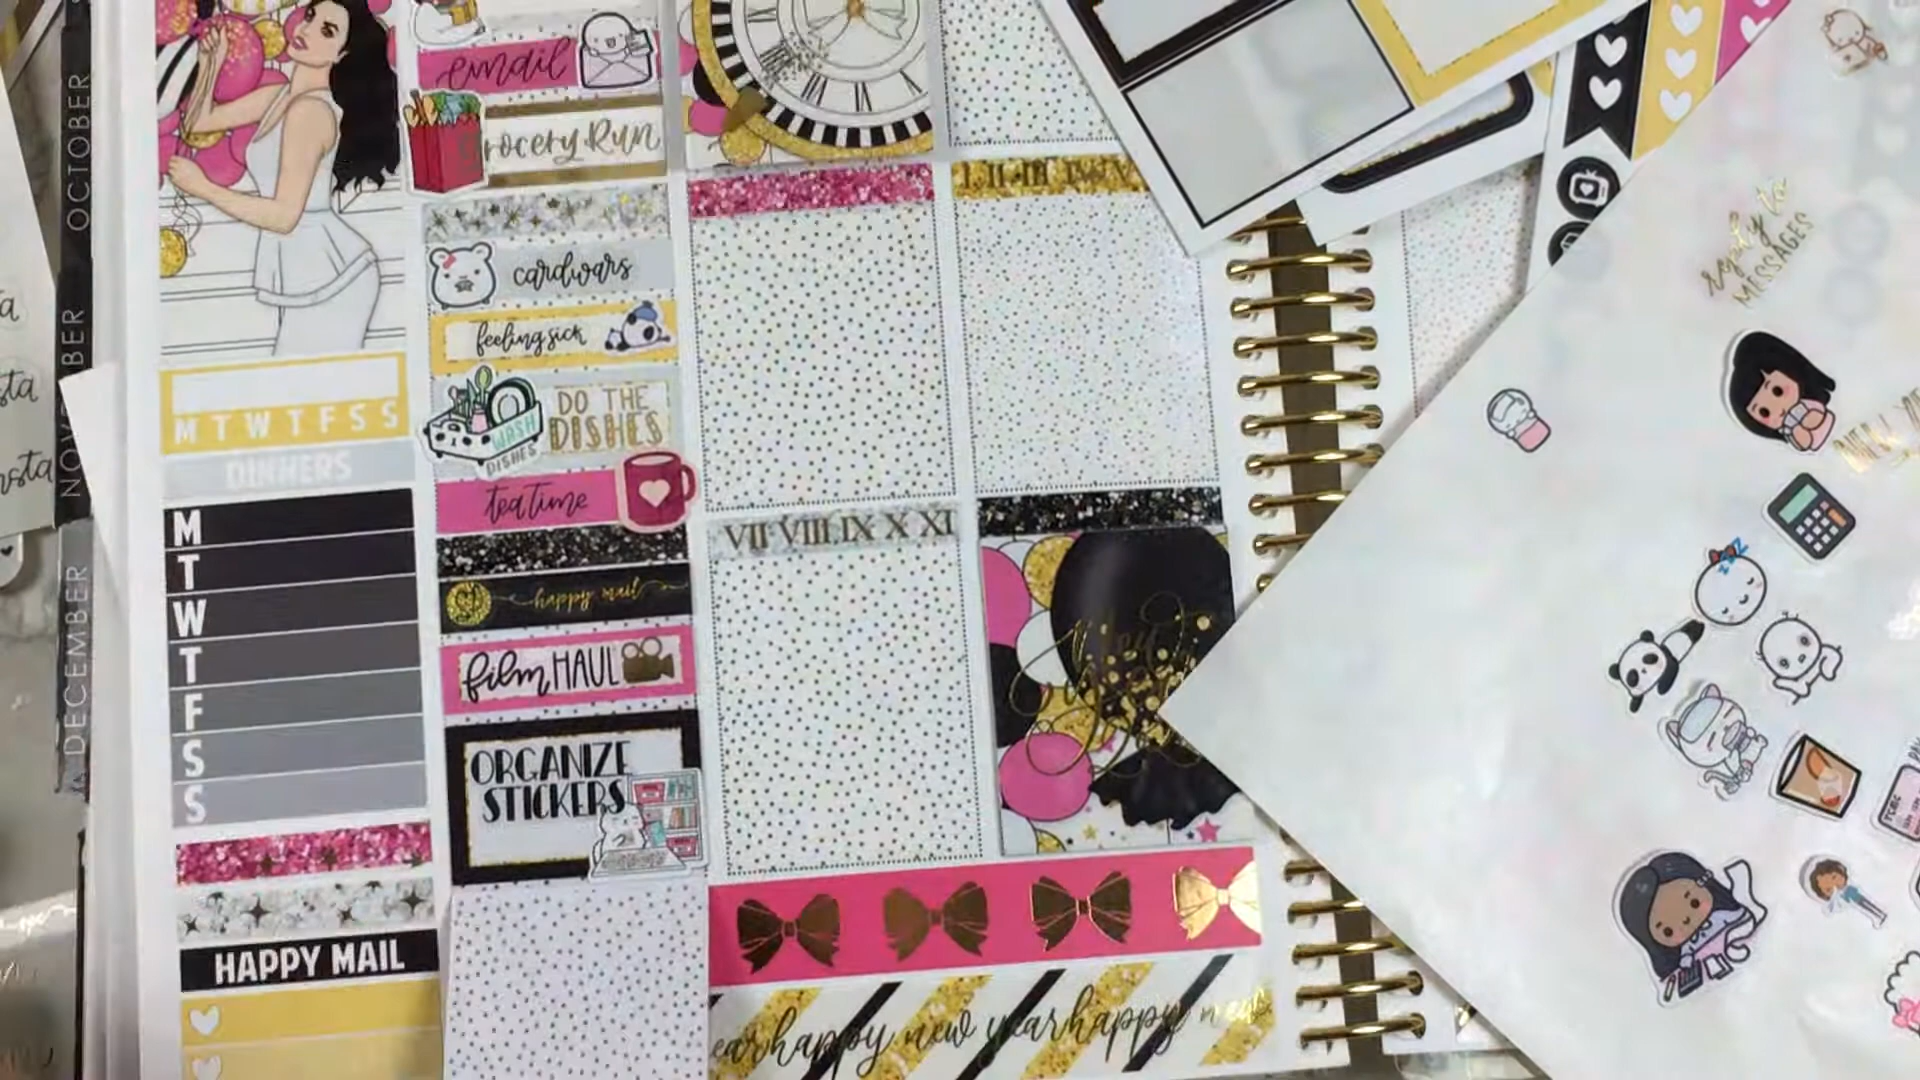 OCTOBER
NOV
DECEMBER
M T W T F S S
DINNERS
M
T
W
T
F
S
S
HAPPY MAIL
email
Grocery Run
cardwars
feeling sick
WASH
DISHES
DO THE
DISHES
tea time
happy mail
film HAUL
ORGANIZE
STICKERS
I II III IV V
VII VIII IX X XI
happy new year happy new
reply to
MESSAGES